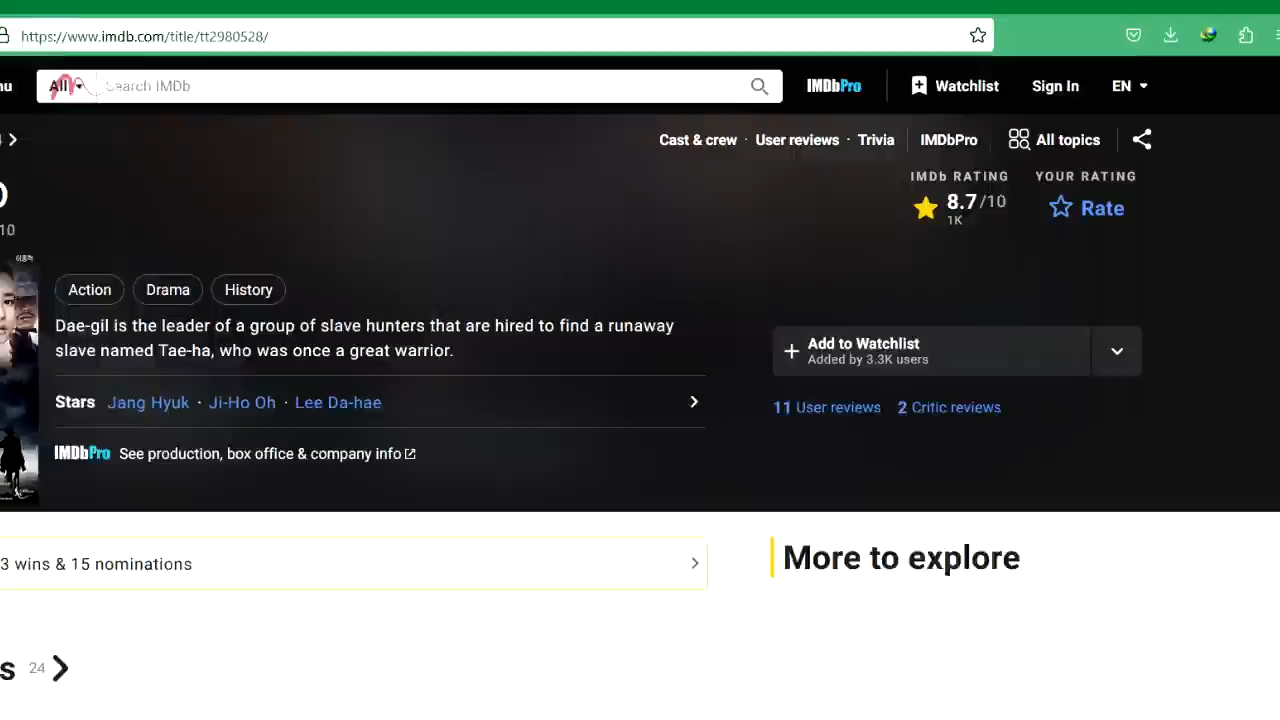 https://www.imdb.com/title/tt2980528/
nu All Search IMDb IMDbPro Watchlist Sign In EN
Cast & crew · User reviews · Trivia IMDbPro All topics
IMDb RATING YOUR RATING
8.7/10 Rate
1K
10
Action Drama History
Dae-gil is the leader of a group of slave hunters that are hired to find a runaway
slave named Tae-ha, who was once a great warrior.
Add to Watchlist
Added by 3.3K users
Stars Jang Hyuk · Ji-Ho Oh · Lee Da-hae
11 User reviews 2 Critic reviews
IMDbPro See production, box office & company info
3 wins & 15 nominations
More to explore
s 24